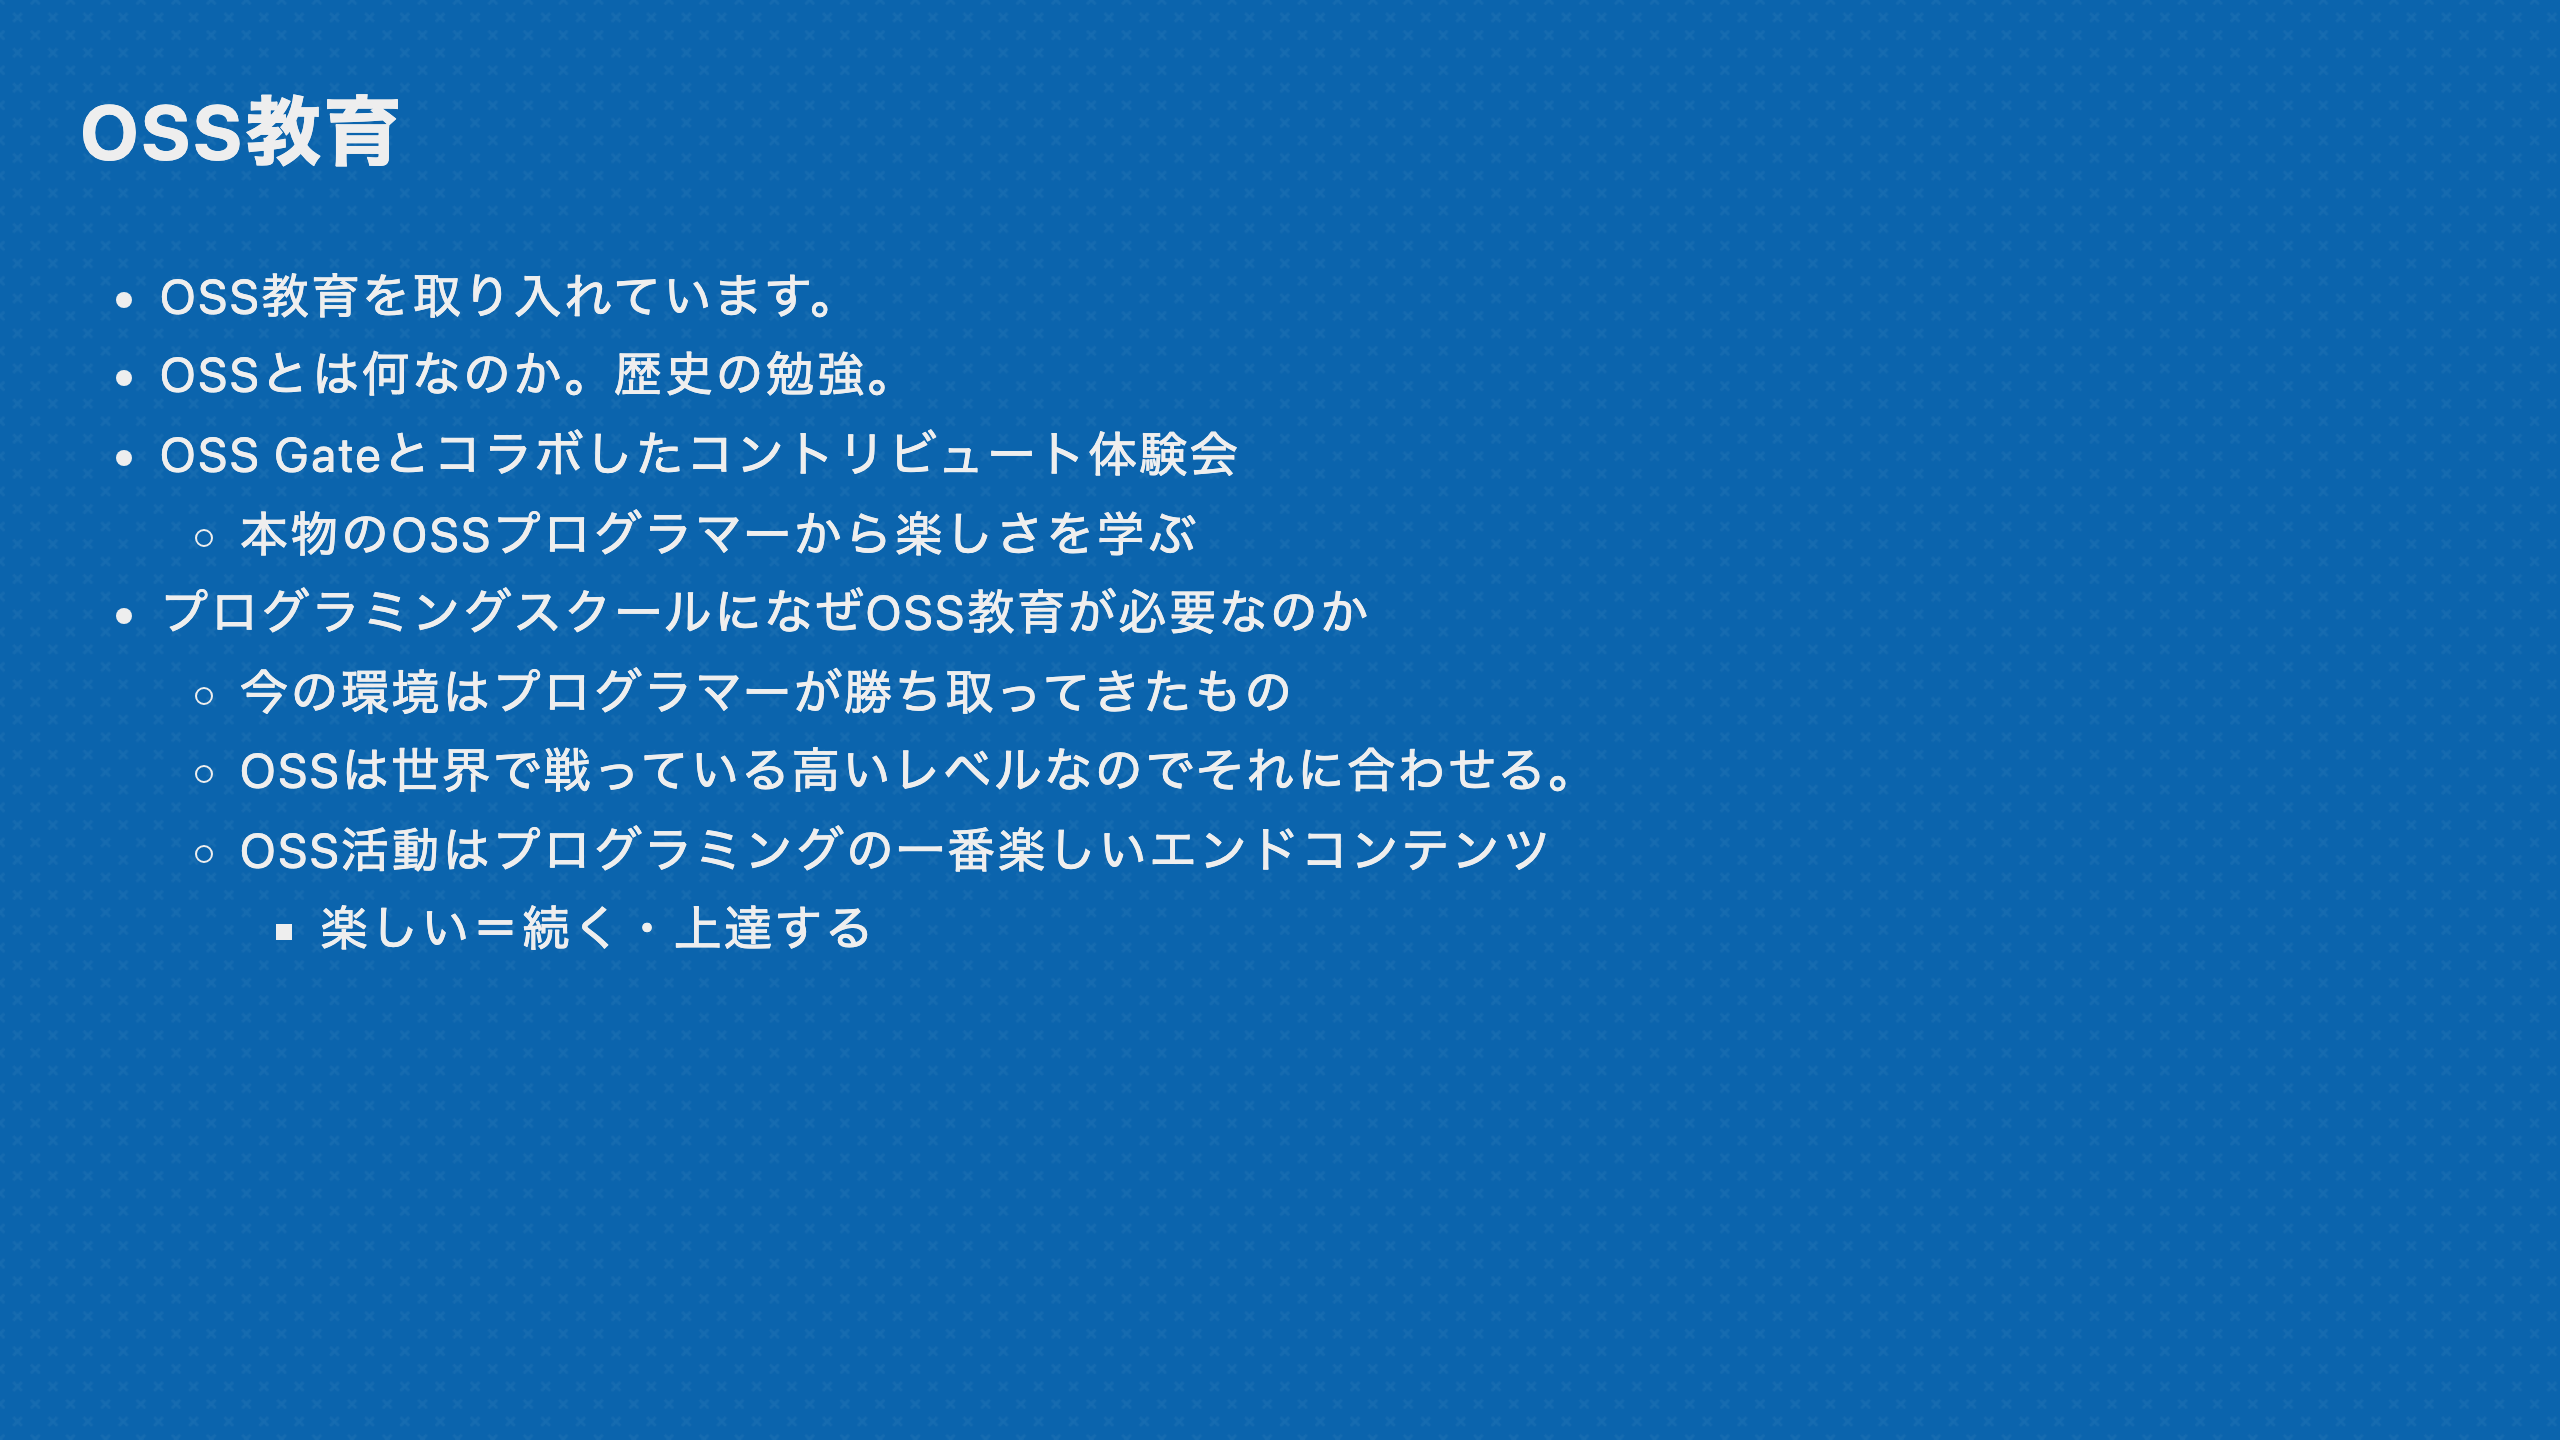 OSS教育
OSS教育を取り入れています。
OSSとは何なのか。歴史の勉強。
OSS Gateとコラボしたコントリビュート体験会
本物のOSSプログラマーから楽しさを学ぶ
プログラミングスクールになぜOSS教育が必要なのか
今の環境はプログラマーが勝ち取ってきたもの
OSSは世界で戦っている高いレベルなのでそれに合わせる。
OSS活動はプログラミングの一番楽しいエンドコンテンツ
楽しい＝続く・上達する